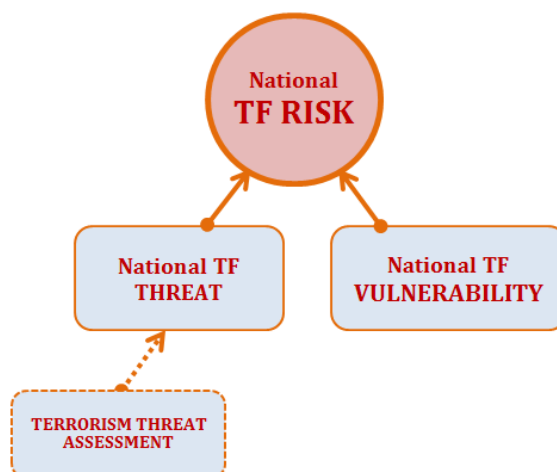 National
TF RISK
National TF
THREAT
National TF
VULNERABILITY
TERRORISM THREAT
ASSESSMENT